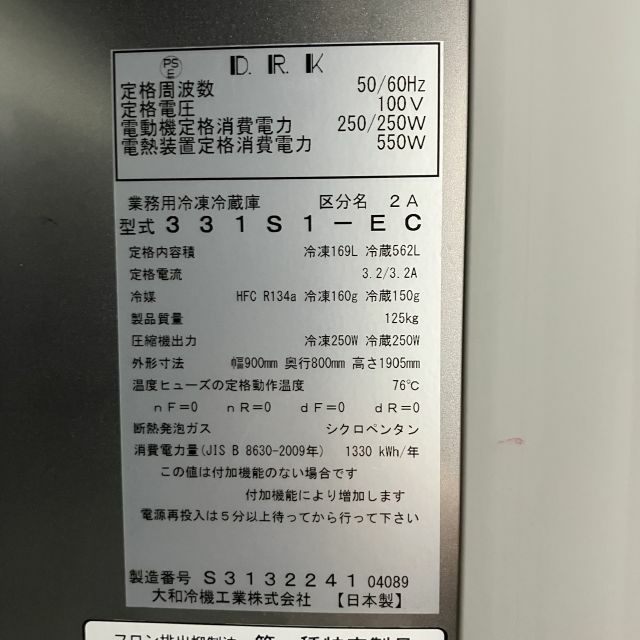 PS
E
D.R.K
定格周波数 50/60Hz
定格電圧 100V
電動機定格消費電力 250/250W
電熱装置定格消費電力 550W
業務用冷凍冷蔵庫 区分名 2A
型式 331S1-EC
定格内容積 冷凍169L 冷蔵562L
定格電流 3.2/3.2A
冷媒 HFC R134a 冷凍160g 冷蔵150g
製品質量 125kg
圧縮機出力 冷凍250W 冷蔵250W
外形寸法 幅900mm 奥行800mm 高さ1905mm
温度ヒューズの定格動作温度 76℃
nF=0 nR=0 dF=0 dR=0
断熱発泡ガス シクロペンタン
消費電力量(JIS B 8630-2009年) 1330 kWh/年
この値は付加機能のない場合です
付加機能により増加します
電源再投入は5分以上待ってから行って下さい
製造番号 S3132241 04089
大和冷機工業株式会社 【日本製】